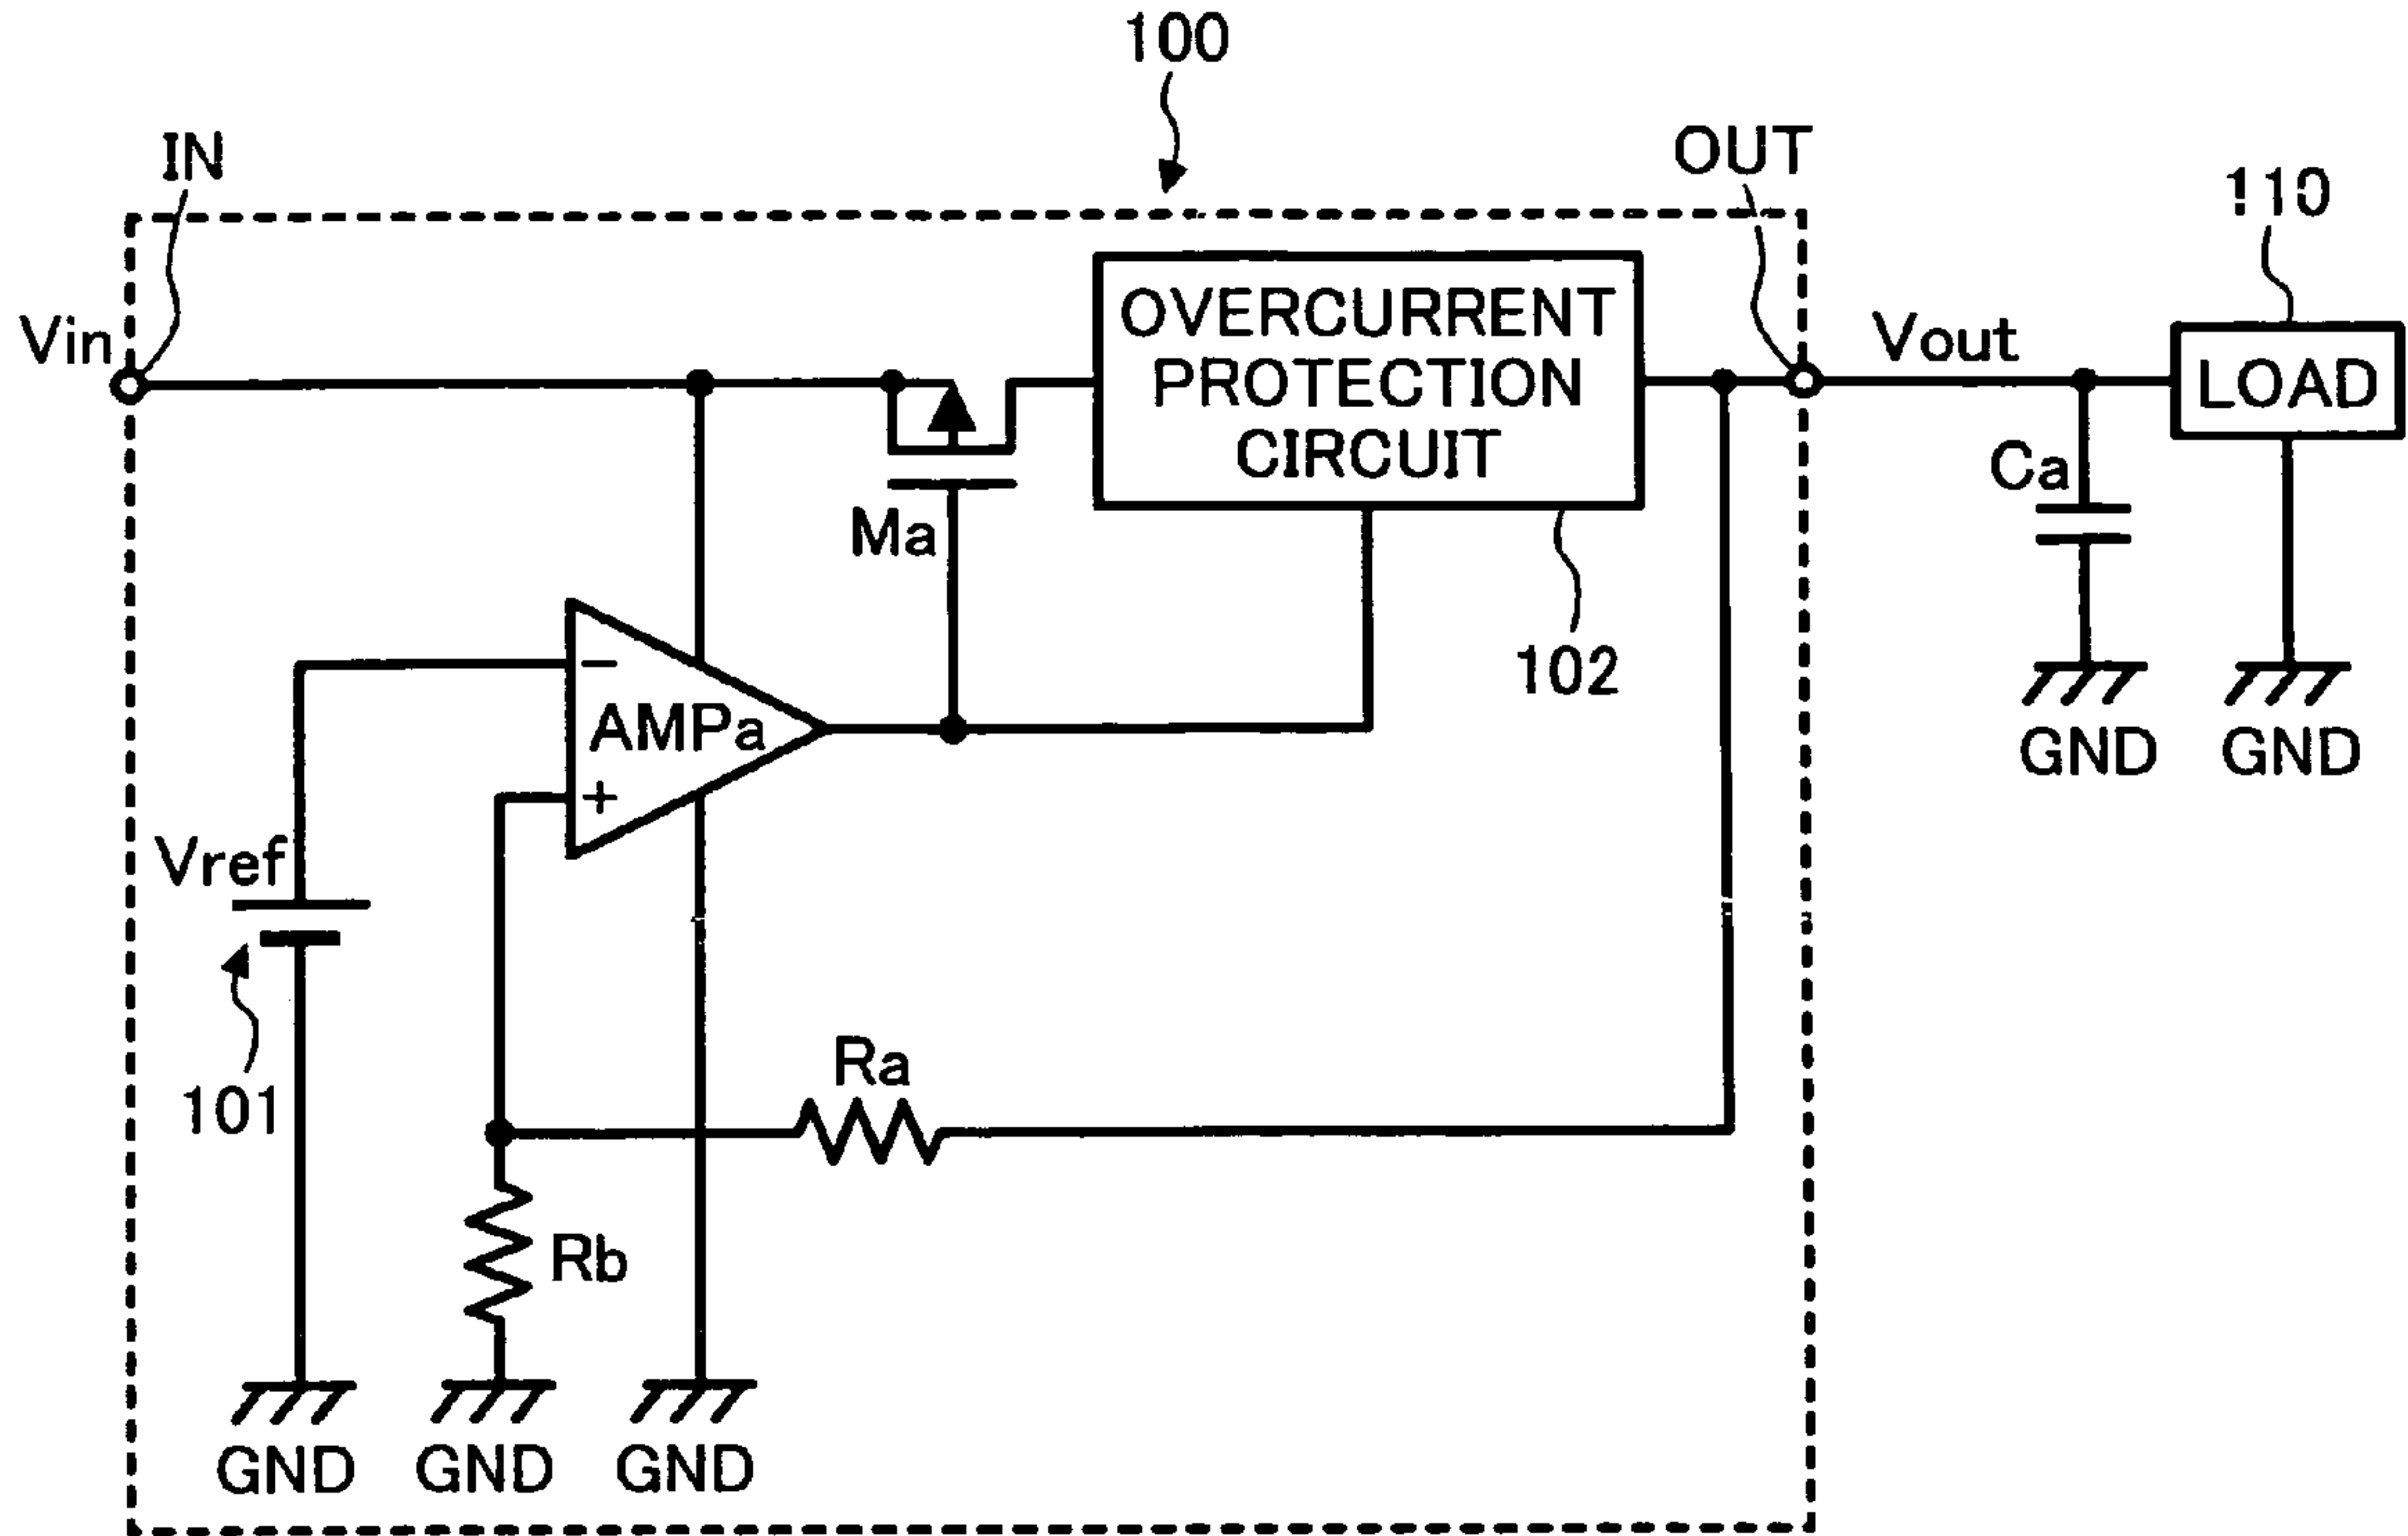 100
IN
OUT
110
Vin
OVERCURRENT
PROTECTION
CIRCUIT
Vout
LOAD
Ca
Ma
102
−
AMPa
+
GND
GND
Vref
101
Ra
Rb
GND
GND
GND